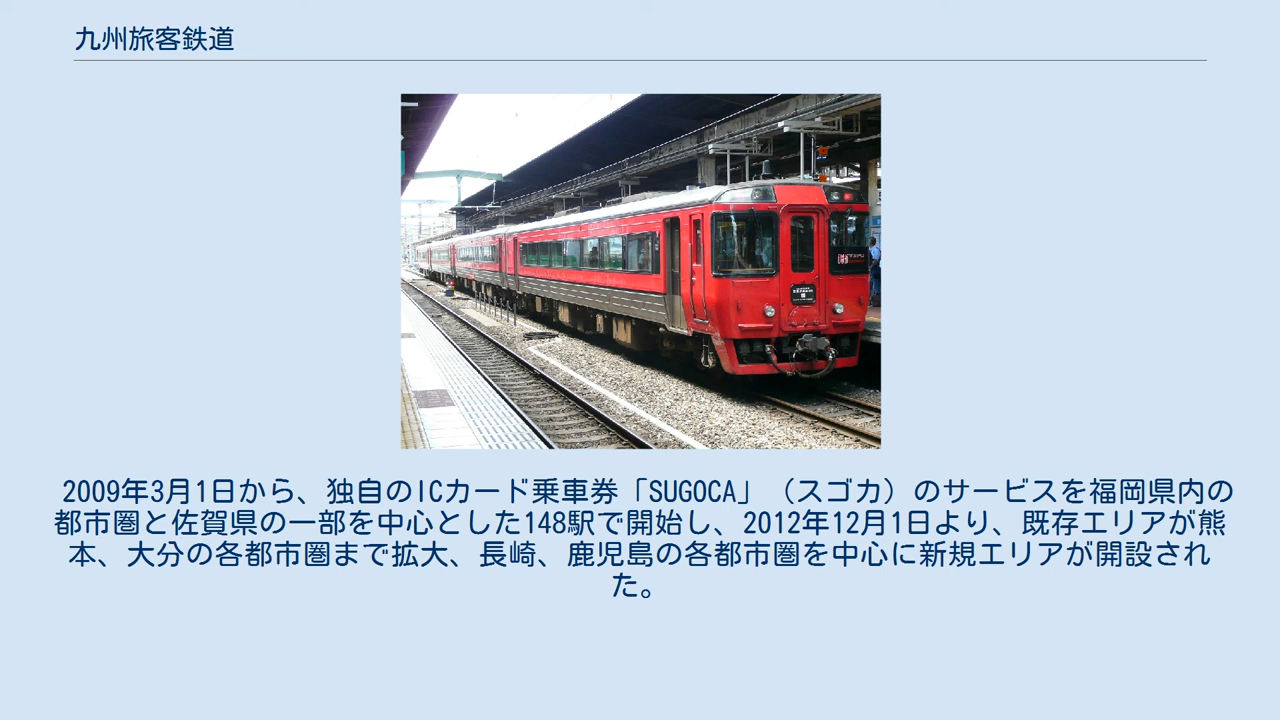 九州旅客鉄道
2009年3月1日から、独自のICカード乗車券「SUGOCA」（スゴカ）のサービスを福岡県内の
都市圏と佐賀県の一部を中心とした148駅で開始し、2012年12月1日より、既存エリアが熊
本、大分の各都市圏まで拡大、長崎、鹿児島の各都市圏を中心に新規エリアが開設され
た。